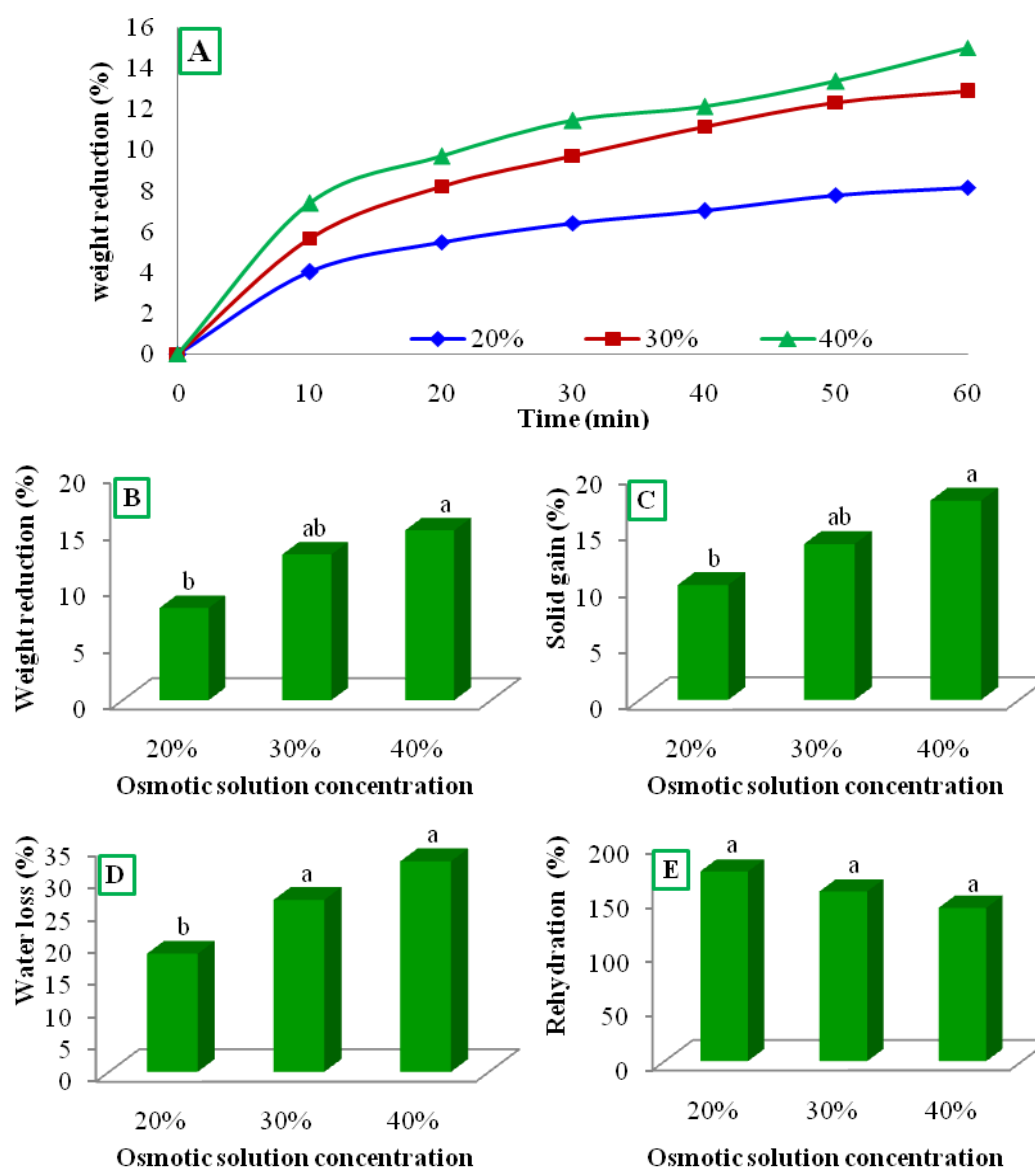 A
weight reduction (%)
16
14
12
10
8
6
4
2
0
20% 30% 40%
0 10 20 30 40 50 60
Time (min)
B
Weight reduction (%)
20
15
10
5
0
b ab a
20% 30% 40%
Osmotic solution concentration
C
Solid gain (%)
20
15
10
5
0
b ab a
20% 30% 40%
Osmotic solution concentration
D
Water loss (%)
35
30
25
20
15
10
5
0
b a a
20% 30% 40%
Osmotic solution concentration
E
Rehydration (%)
200
150
100
50
0
a a a
20% 30% 40%
Osmotic solution concentration